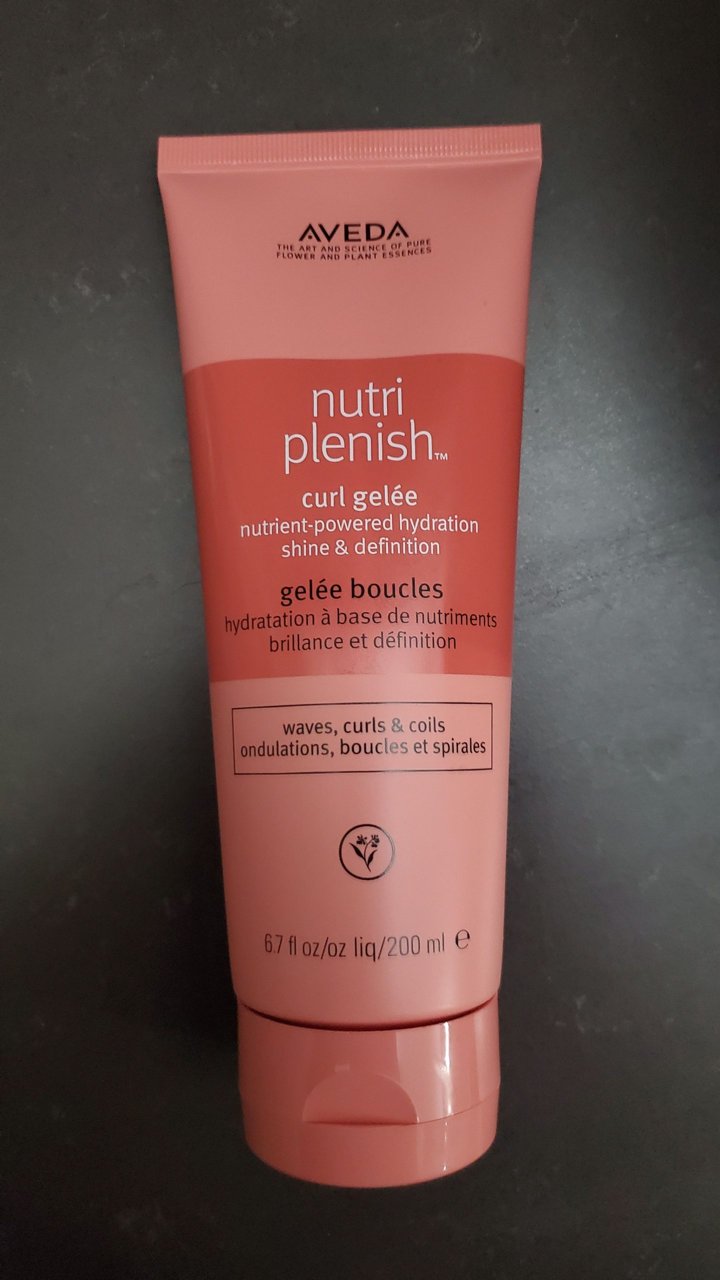 AVEDA
THE ART AND SCIENCE OF PURE
FLOWER AND PLANT ESSENCES
nutri
plenish™
curl gelée
nutrient-powered hydration
shine & definition
gelée boucles
hydratation à base de nutriments
brillance et définition
waves, curls & coils
ondulations, boucles et spirales
6.7 fl oz/oz liq/200 ml ℮